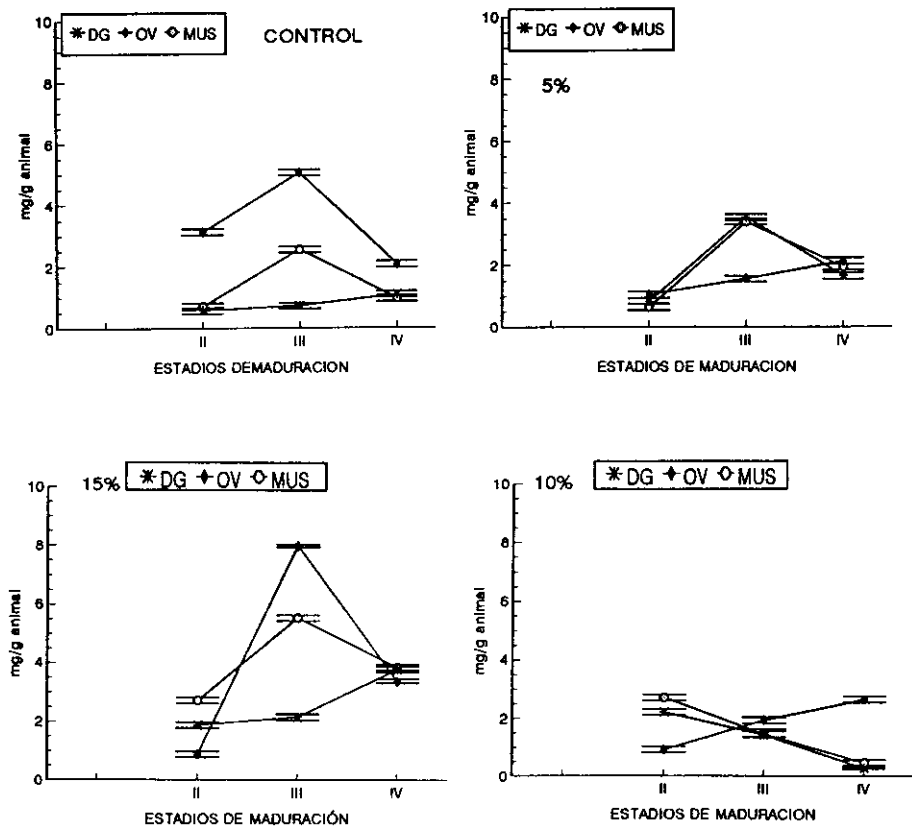 DG OV MUS
CONTROL
10
8
6
4
2
0
mg/g animal
II III IV
ESTADIOS DEMADURACION
DG OV MUS
5%
10
8
6
4
2
0
mg/g animal
II III IV
ESTADIOS DE MADURACION
15%
DG OV MUS
10
8
6
4
2
0
mg/g animal
II III IV
ESTADIOS DE MADURACIÓN
10%
DG OV MUS
10
8
6
4
2
0
mg/g animal
II III IV
ESTADIOS DE MADURACION